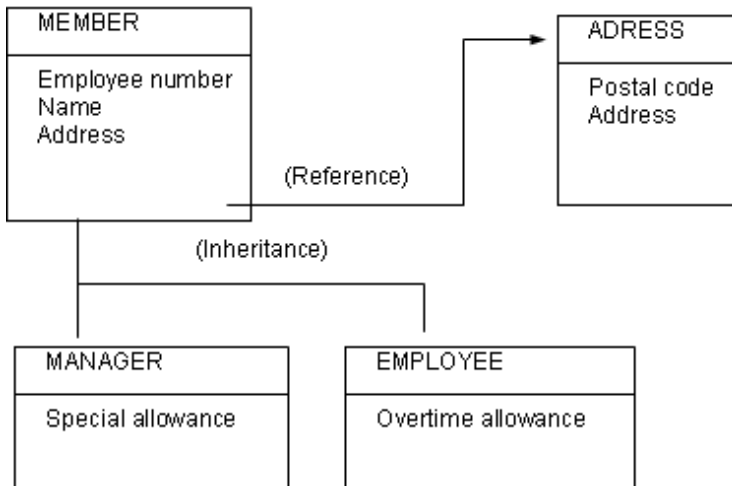 MEMBER
Employee number
Name
Address
ADRESS
Postal code
Address
(Reference)
(Inheritance)
MANAGER
Special allowance
EMPLOYEE
Overtime allowance